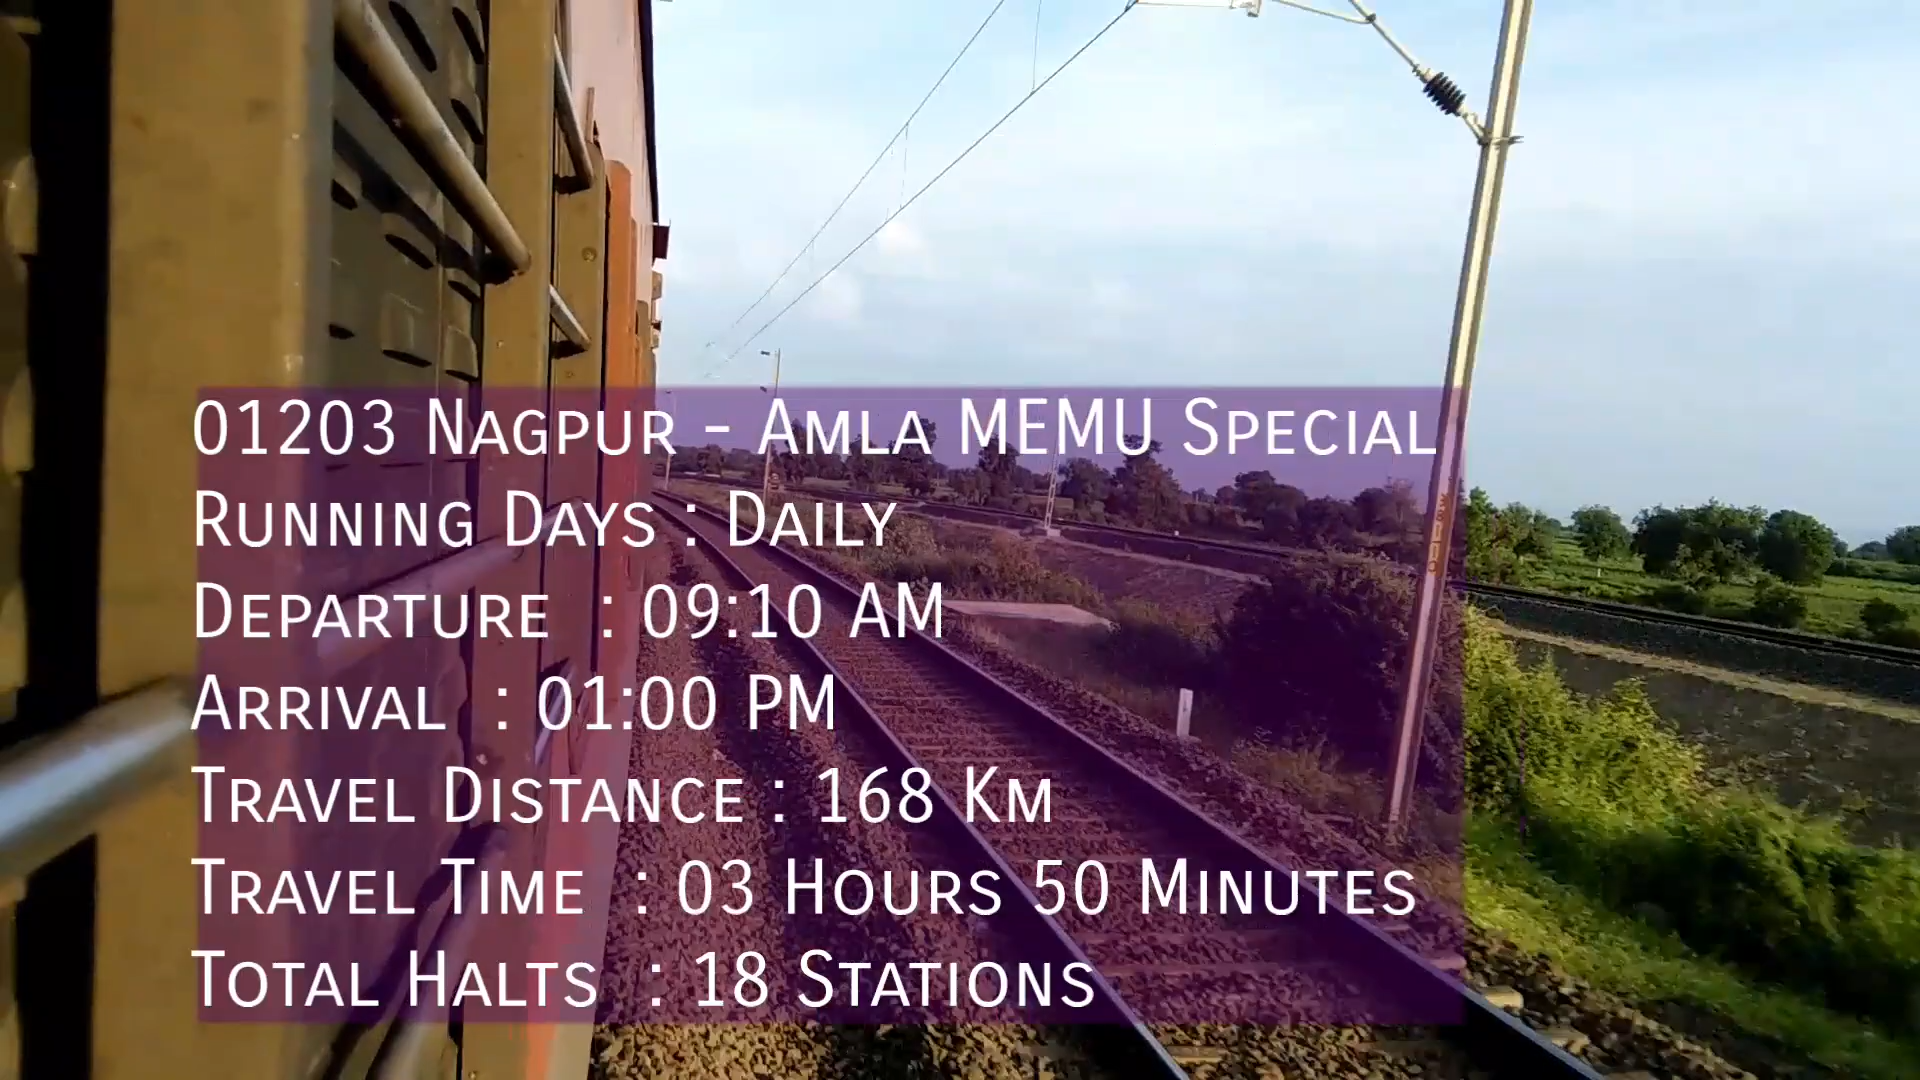 01203 Nagpur - Amla MEMU Special
Running Days : Daily
Departure : 09:10 AM
Arrival : 01:00 PM
Travel Distance : 168 Km
Travel Time : 03 Hours 50 Minutes
Total Halts : 18 Stations